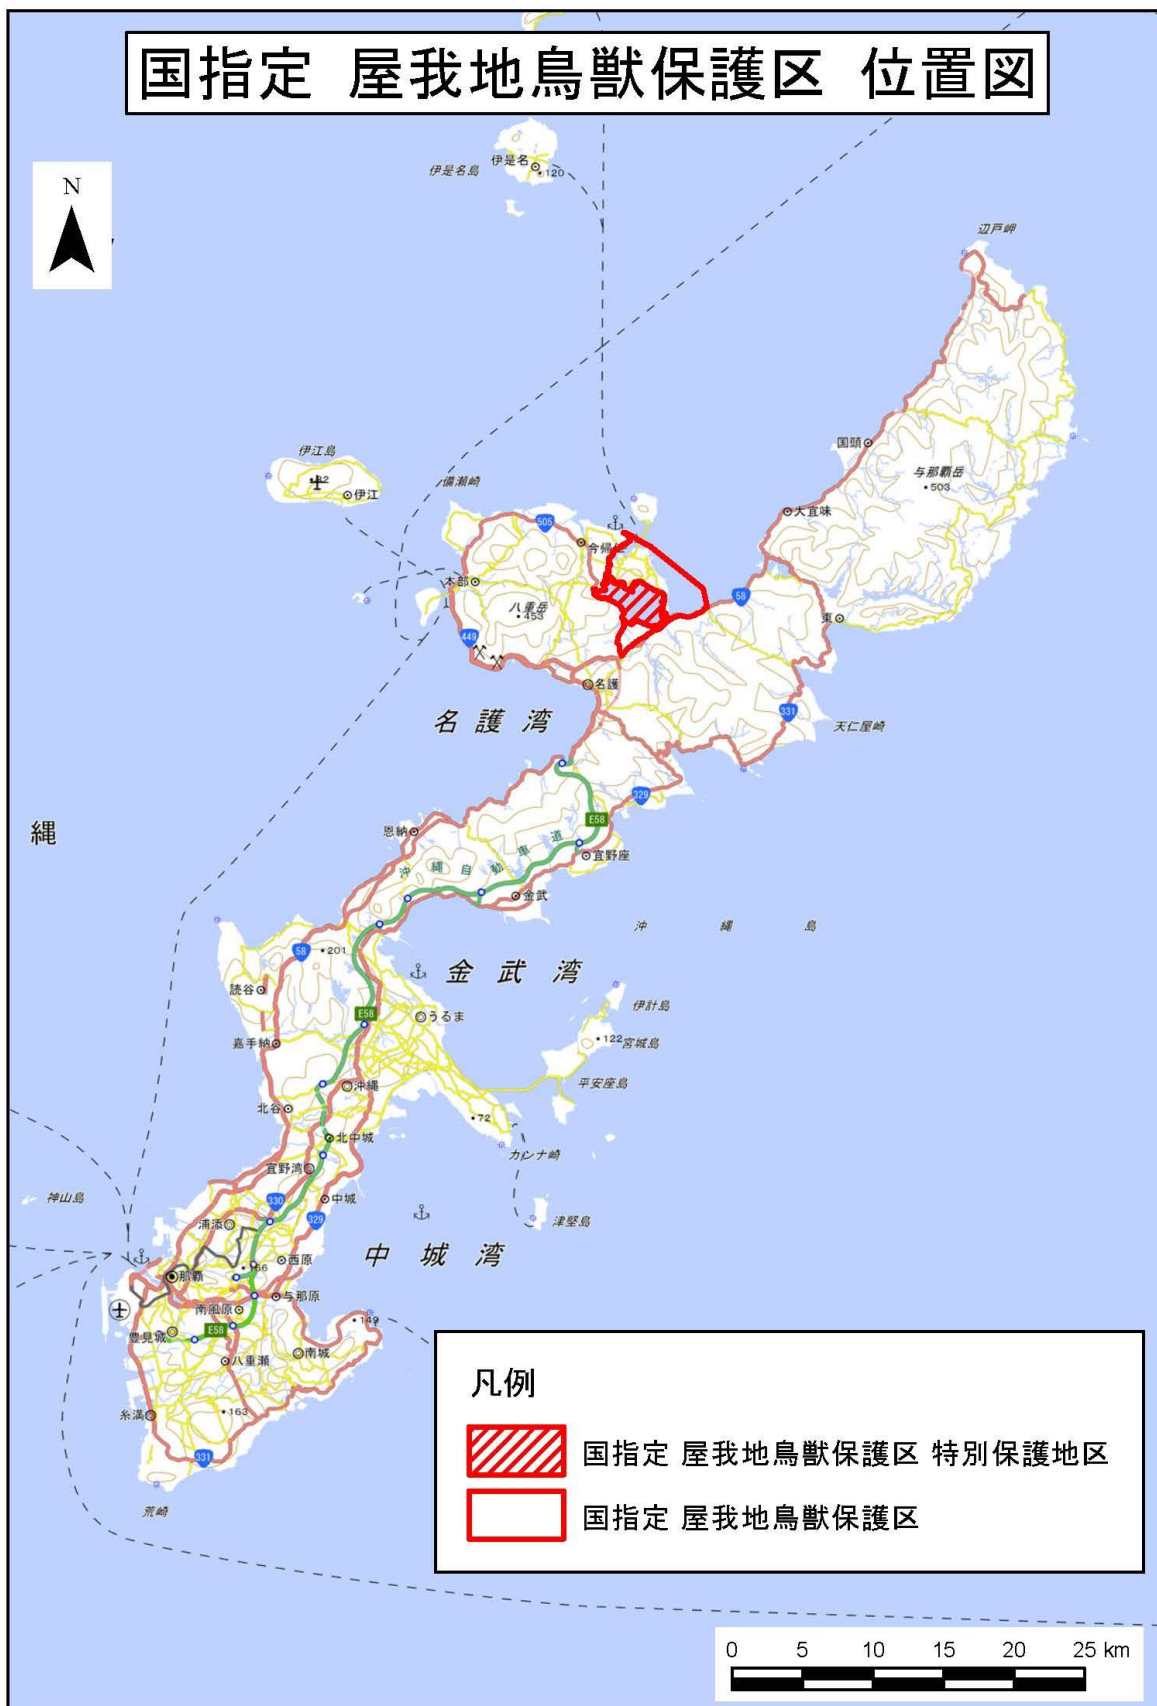 国指定 屋我地鳥獣保護区 位置図
N
伊是名
伊是名島
120
辺戸岬
国頭
与那覇岳
503
伊江島
伊江
備瀬崎
505
今帰仁
大宜味
本部
八重岳
453
58
東
449
名護
名護湾
331
天仁屋崎
329
E58
恩納
宜野座
沖縄自動車道
金武
縄
沖縄島
58
201
金武湾
読谷
伊計島
E58
うるま
122
宮城島
嘉手納
平安座島
沖縄
北谷
72
北中城
カンナ崎
宜野湾
神山島
330
中城
浦添
329
津堅島
中城湾
西原
那覇
166
与那原
南風原
149
豊見城
E58
南城
八重瀬
糸満
163
331
荒崎
凡例
国指定 屋我地鳥獣保護区 特別保護地区
国指定 屋我地鳥獣保護区
0 5 10 15 20 25 km